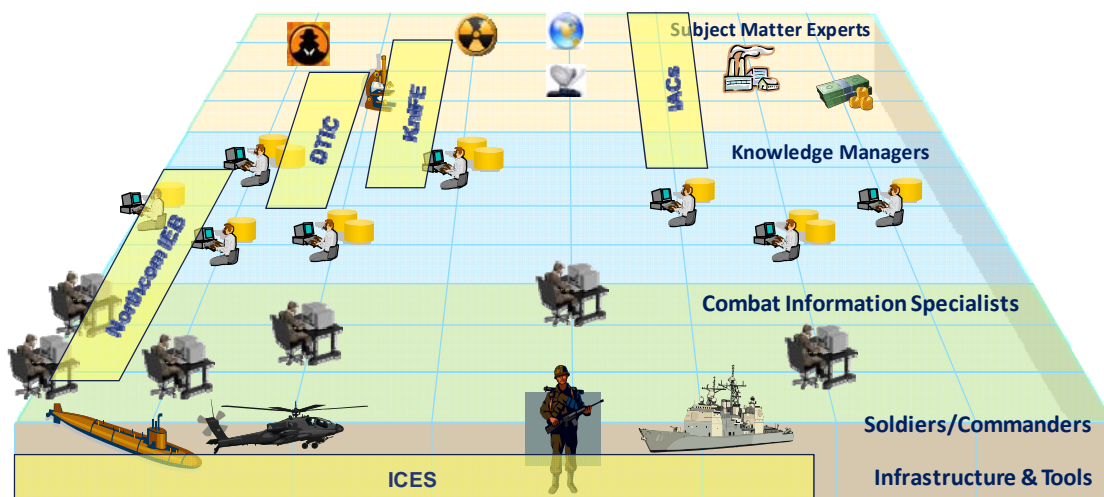 Subject Matter Experts
IACs
KnIFE
DTIC
Knowledge Managers
Northcom IEB
Combat Information Specialists
Soldiers/Commanders
ICES
Infrastructure & Tools